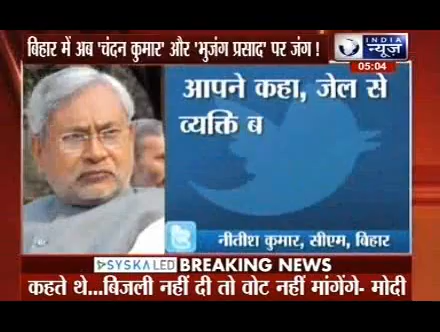 बिहार में अब 'चंदन कुमार' और 'भुजंग प्रसाद' पर जंग !
INDIA
न्यूज़
05:04
आपने कहा, जेल से
व्यक्ति ब
नीतीश कुमार, सीएम, बिहार
SYSKA LED BREAKING NEWS
कहते थे...बिजली नहीं दी तो वोट नहीं मांगेंगे- मोदी